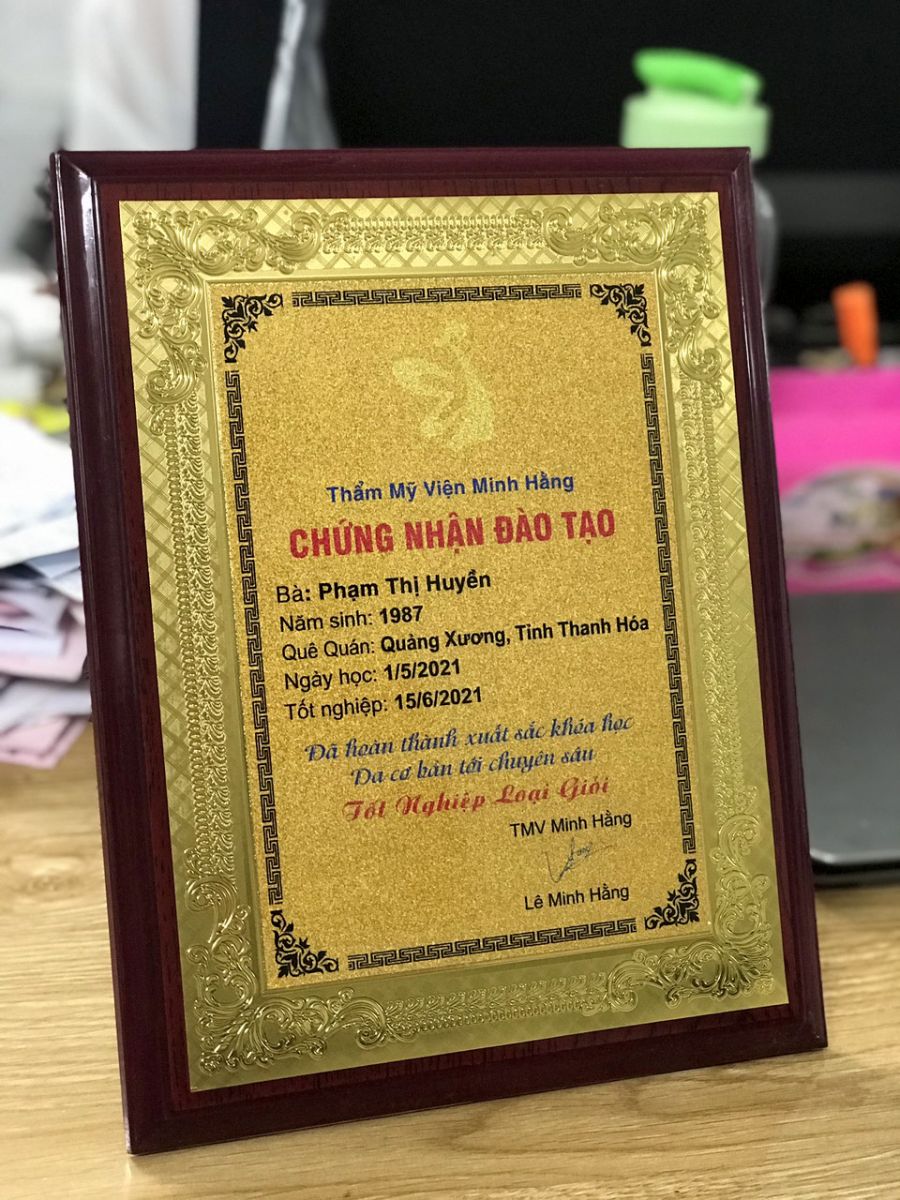 Thẩm Mỹ Viện Minh Hằng
CHỨNG NHẬN ĐÀO TẠO
Bà: Phạm Thị Huyền
Năm sinh: 1987
Quê Quán: Quảng Xương, Tỉnh Thanh Hóa
Ngày học: 1/5/2021
Tốt nghiệp: 15/6/2021
Đã hoàn thành xuất sắc khóa học
Da cơ bản tới chuyên sâu
Tốt Nghiệp Loại Giỏi
TMV Minh Hằng
Lê Minh Hằng